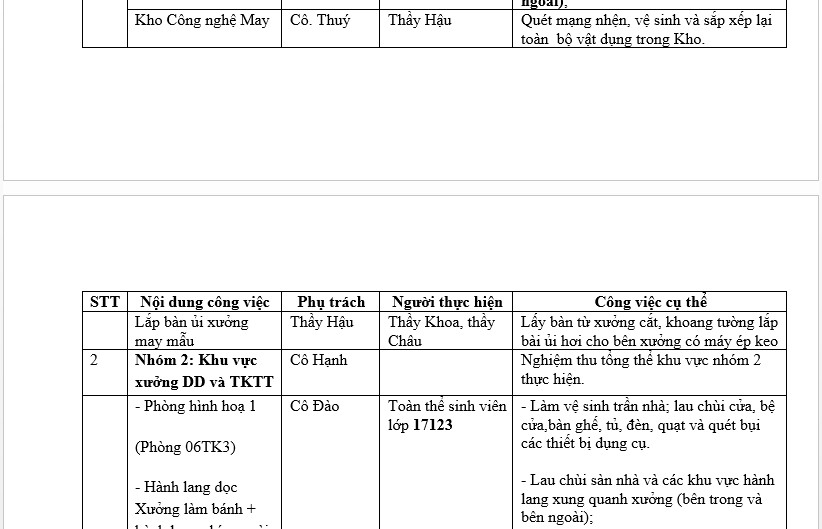 ngoài);
Kho Công nghệ May Cô. Thuý Thầy Hậu Quét mạng nhện, vệ sinh và sắp xếp lại
toàn bộ vật dụng trong Kho.
STT Nội dung công việc Phụ trách Người thực hiện Công việc cụ thể
Lắp bàn ủi xưởng Thầy Hậu Thầy Khoa, thầy Lấy bàn từ xưởng cắt, khoang tường lắp
may mẫu Châu bài ủi hơi cho bên xưởng có máy ép keo
2 Nhóm 2: Khu vực Cô Hạnh Nghiệm thu tổng thể khu vực nhóm 2
xưởng DD và TKTT thực hiện.
- Phòng hình hoạ 1 Cô Đào Toàn thể sinh viên - Làm vệ sinh trần nhà; lau chùi cửa, bệ
lớp 17123 cửa,bàn ghế, tủ, đèn, quạt và quét bụi
(Phòng 06TK3) các thiết bị dụng cụ.
- Hành lang dọc - Lau chùi sàn nhà và các khu vực hành
Xưởng làm bánh + lang xung quanh xưởng (bên trong và
bên ngoài);